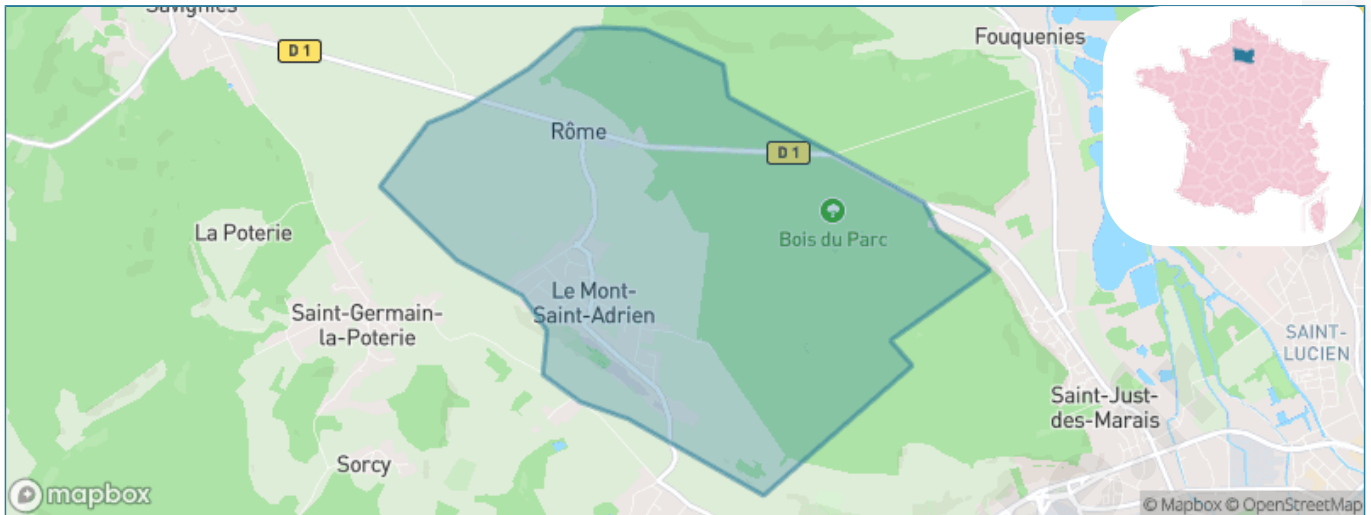 Savignies
D 1
Fouquenies
Rôme
D 1
La Poterie
Bois du Parc
Le Mont-
Saint-Adrien
Saint-Germain-
la-Poterie
SAINT-
LUCIEN
Saint-Just-
des-Marais
Sorcy
mapbox
© Mapbox © OpenStreetMap